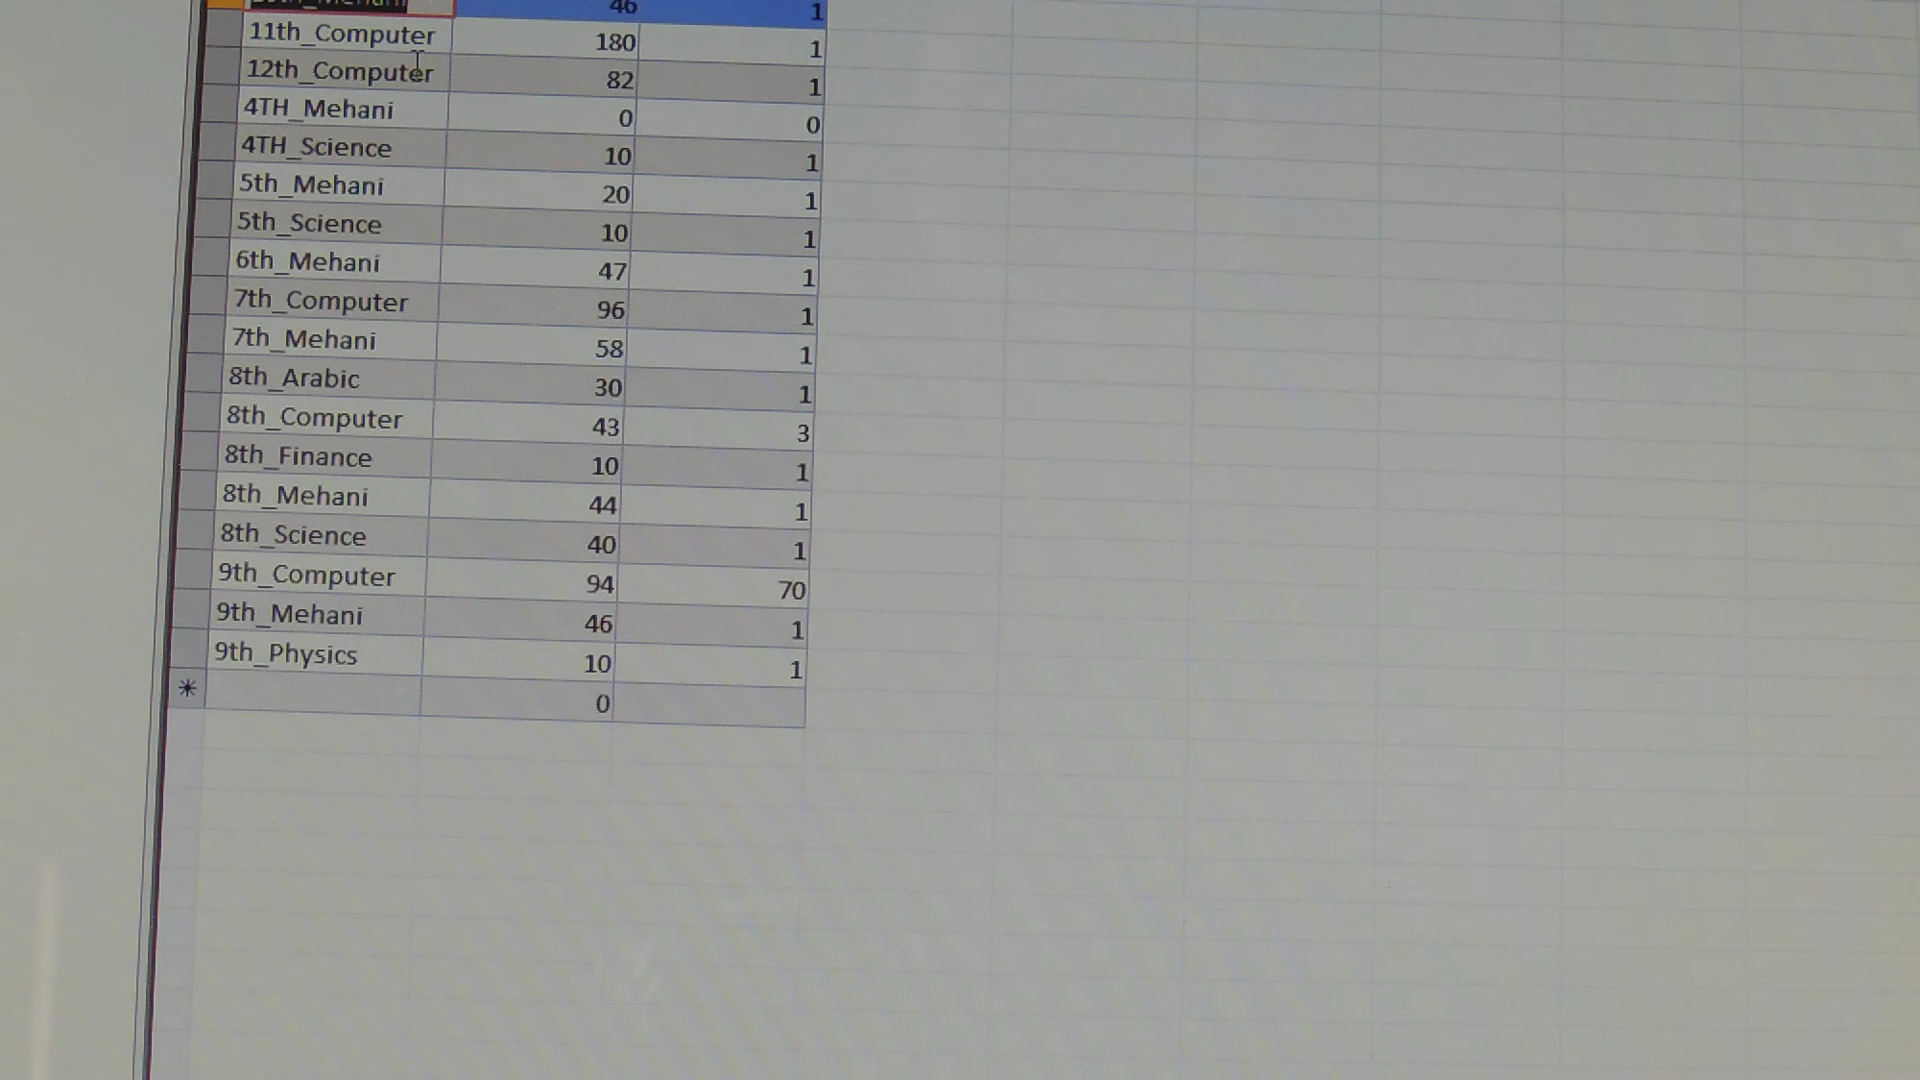 46 1
11th_Computer 180 1
12th_Computer 82 1
4TH_Mehani 0 0
4TH_Science 10 1
5th_Mehani 20 1
5th_Science 10 1
6th_Mehani 47 1
7th_Computer 96 1
7th_Mehani 58 1
8th_Arabic 30 1
8th_Computer 43 3
8th_Finance 10 1
8th_Mehani 44 1
8th_Science 40 1
9th_Computer 94 70
9th_Mehani 46 1
9th_Physics 10 1
* 0